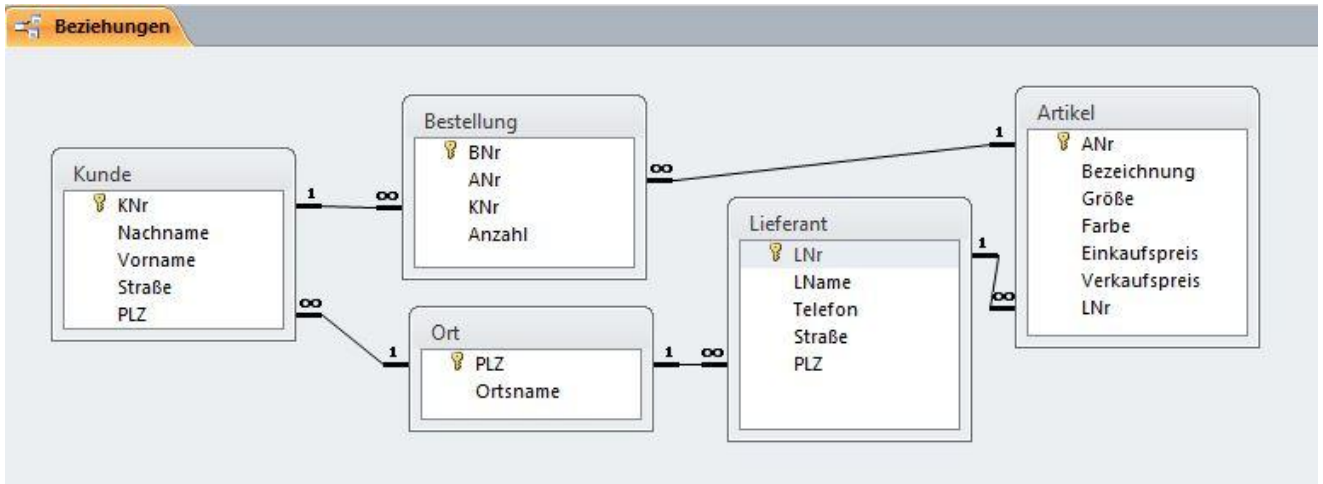 Beziehungen
Kunde
KNr
Nachname
Vorname
Straße
PLZ
1
∞
∞
1
Bestellung
BNr
ANr
KNr
Anzahl
∞
1
Ort
PLZ
Ortsname
1
∞
Lieferant
LNr
LName
Telefon
Straße
PLZ
1
∞
Artikel
ANr
Bezeichnung
Größe
Farbe
Einkaufspreis
Verkaufspreis
LNr